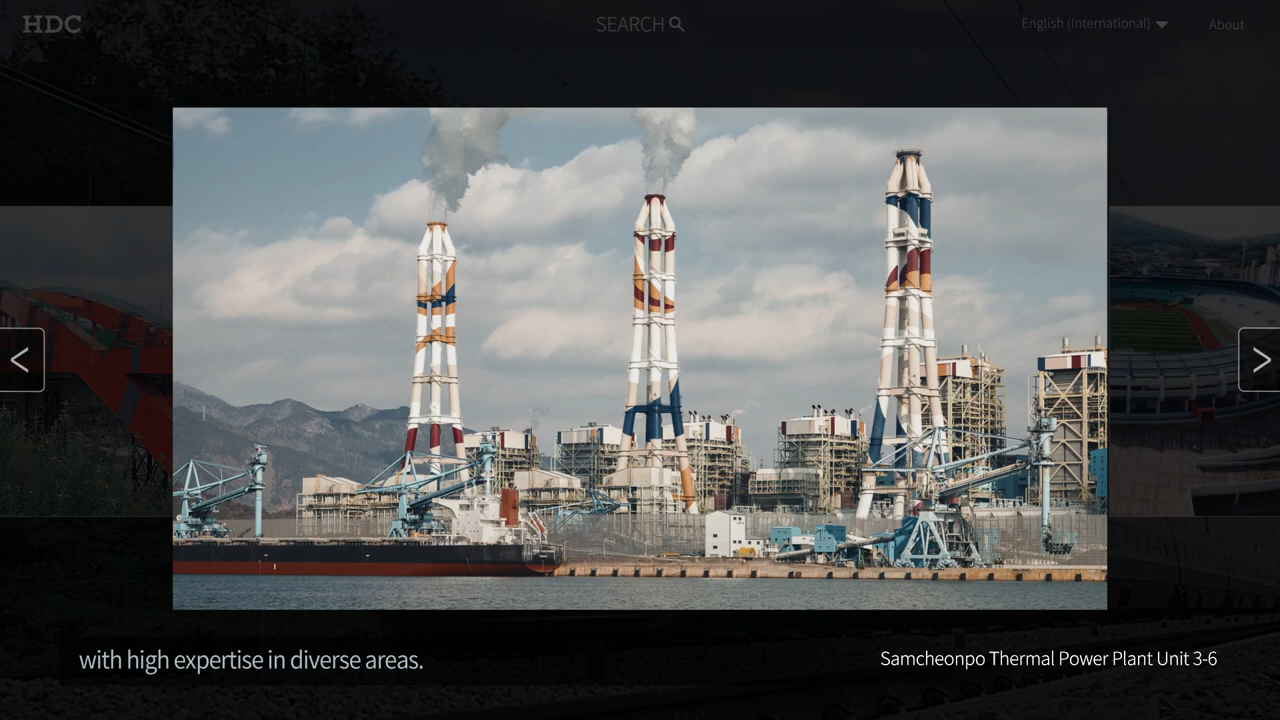 HDC
SEARCH
English (International)
About
with high expertise in diverse areas.
Samcheonpo Thermal Power Plant Unit 3-6